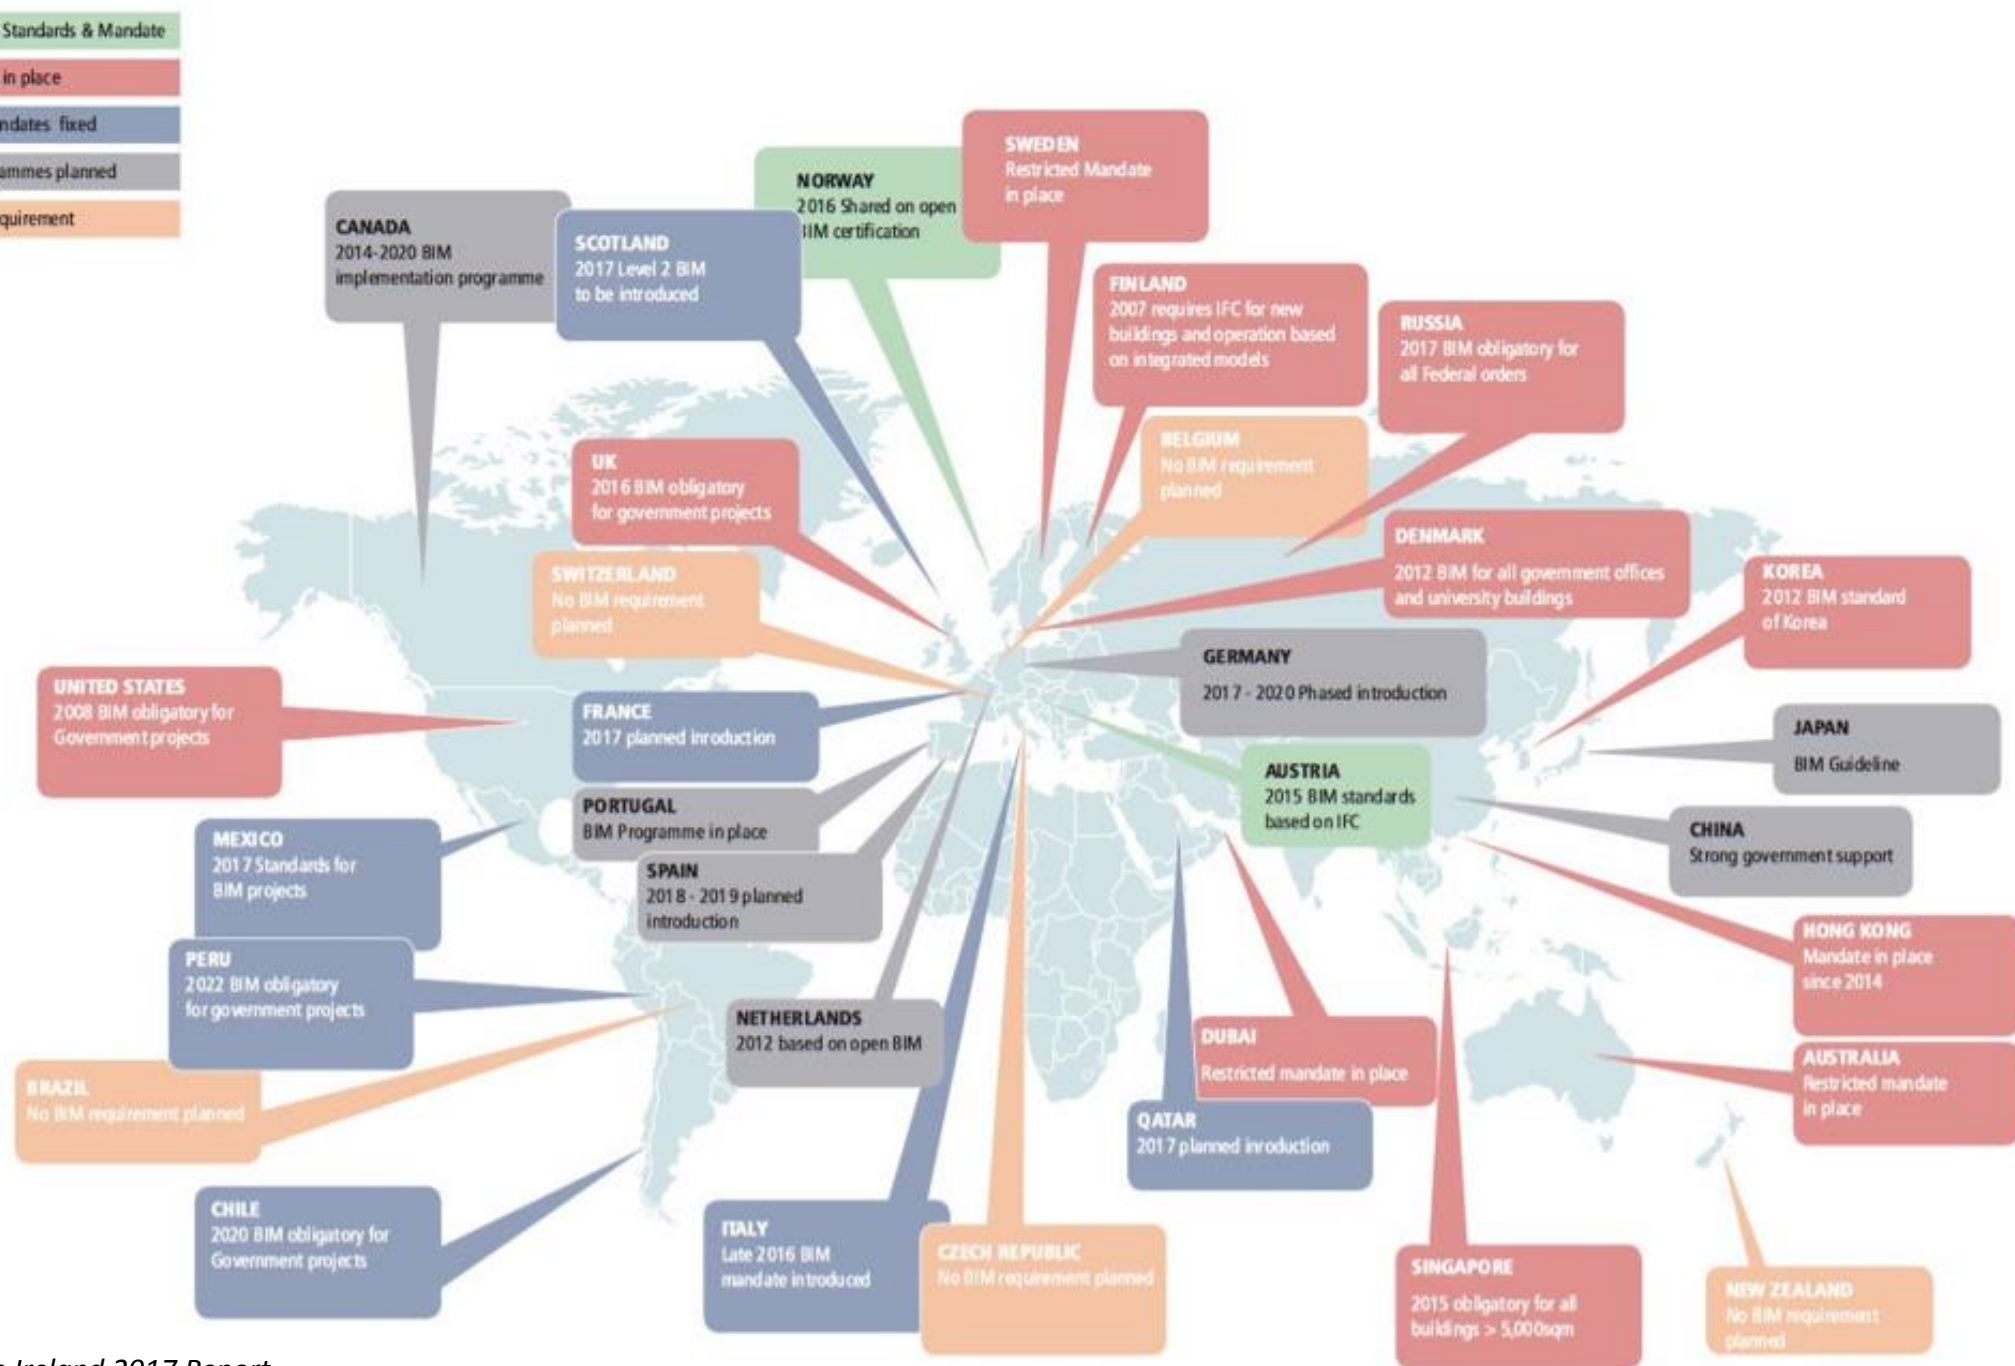 Standards & Mandate
in place
ndates fixed
ammes planned
quirement
SWEDEN
Restricted Mandate
in place
NORWAY
2016 Shared on open
BIM certification
CANADA
2014-2020 BIM
implementation programme
SCOTLAND
2017 Level 2 BIM
to be introduced
FINLAND
2007 requires IFC for new
buildings and operation based
on integrated models
RUSSIA
2017 BIM obligatory for
all Federal orders
BELGIUM
No BIM requirement
planned
UK
2016 BIM obligatory
for government projects
DENMARK
2012 BIM for all government offices
and university buildings
KOREA
2012 BIM standard
of Korea
SWITZERLAND
No BIM requirement
planned
GERMANY
2017 - 2020 Phased introduction
UNITED STATES
2008 BIM obligatory for
Government projects
FRANCE
2017 planned inroduction
JAPAN
BIM Guideline
AUSTRIA
2015 BIM standards
based on IFC
PORTUGAL
BIM Programme in place
MEXICO
2017 Standards for
BIM projects
CHINA
Strong government support
SPAIN
2018 - 2019 planned
introduction
HONG KONG
Mandate in place
since 2014
PERU
2022 BIM obligatory
for government projects
NETHERLANDS
2012 based on open BIM
DUBAI
Restricted mandate in place
AUSTRALIA
Restricted mandate
in place
BRAZIL
No BIM requirement planned
QATAR
2017 planned inroduction
CHILE
2020 BIM obligatory for
Government projects
ITALY
Late 2016 BIM
mandate introduced
CZECH REPUBLIC
No BIM requirement planned
SINGAPORE
2015 obligatory for all
buildings > 5,000sqm
NEW ZEALAND
No BIM requirement
planned
Ireland 2017 Report